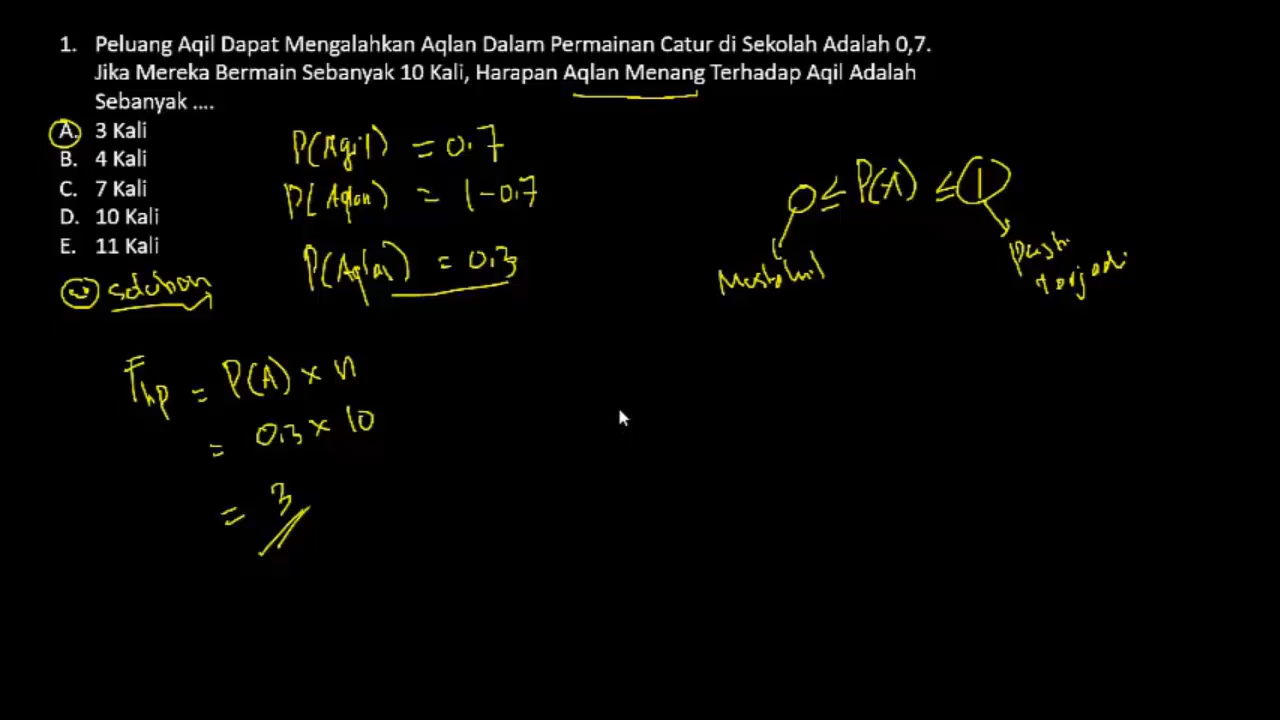 1. Peluang Aqil Dapat Mengalahkan Aqlan Dalam Permainan Catur di Sekolah Adalah 0,7.
Jika Mereka Bermain Sebanyak 10 Kali, Harapan Aqlan Menang Terhadap Aqil Adalah
Sebanyak ....
A. 3 Kali
B. 4 Kali
C. 7 Kali
D. 10 Kali
E. 11 Kali
P(Aqil) = 0.7
P(Aqlan) = 1-0.7
P(Aqlan) = 0.3
0 ≤ P(A) ≤ 1
Mustahil
Pasti
terjadi
solution
Fhp = P(A) × n
= 0.3 × 10
= 3